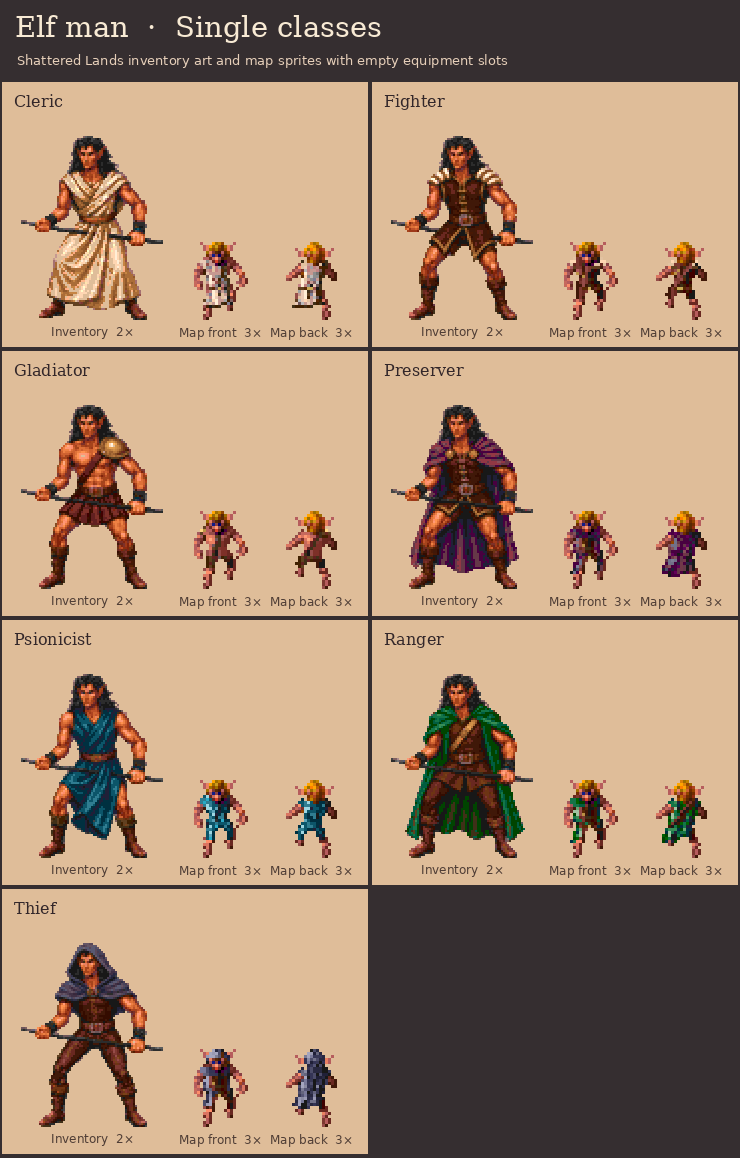 Elf man · Single classes
Shattered Lands inventory art and map sprites with empty equipment slots
Cleric
Inventory 2×
Map front 3×
Map back 3×
Fighter
Inventory 2×
Map front 3×
Map back 3×
Gladiator
Inventory 2×
Map front 3×
Map back 3×
Preserver
Inventory 2×
Map front 3×
Map back 3×
Psionicist
Inventory 2×
Map front 3×
Map back 3×
Ranger
Inventory 2×
Map front 3×
Map back 3×
Thief
Inventory 2×
Map front 3×
Map back 3×